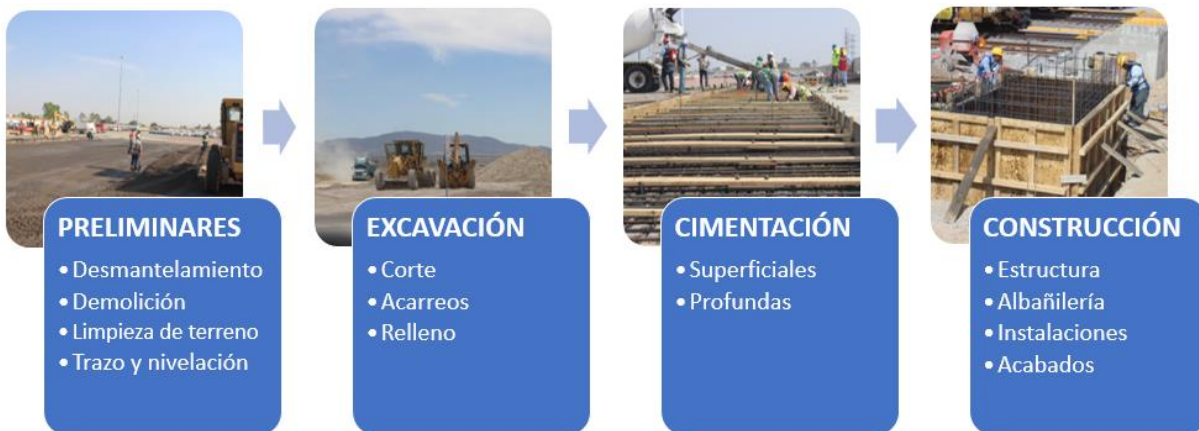 PRELIMINARES
• Desmantelamiento
• Demolición
• Limpieza de terreno
• Trazo y nivelación
EXCAVACIÓN
• Corte
• Acarreos
• Relleno
CIMENTACIÓN
• Superficiales
• Profundas
CONSTRUCCIÓN
• Estructura
• Albañilería
• Instalaciones
• Acabados